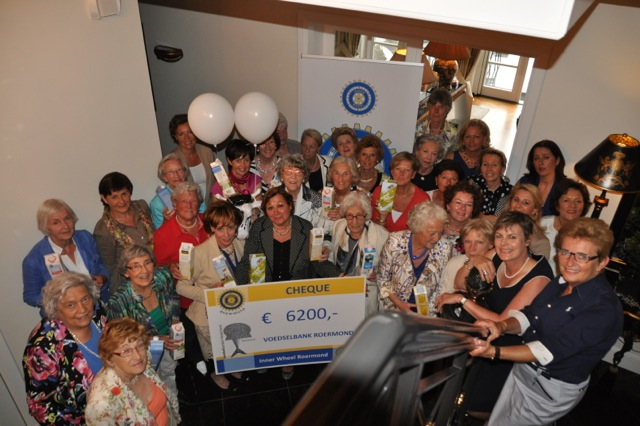 CHEQUE
€ 6200,-
VOEDSELBANK ROERMOND
Inner Wheel Roermond